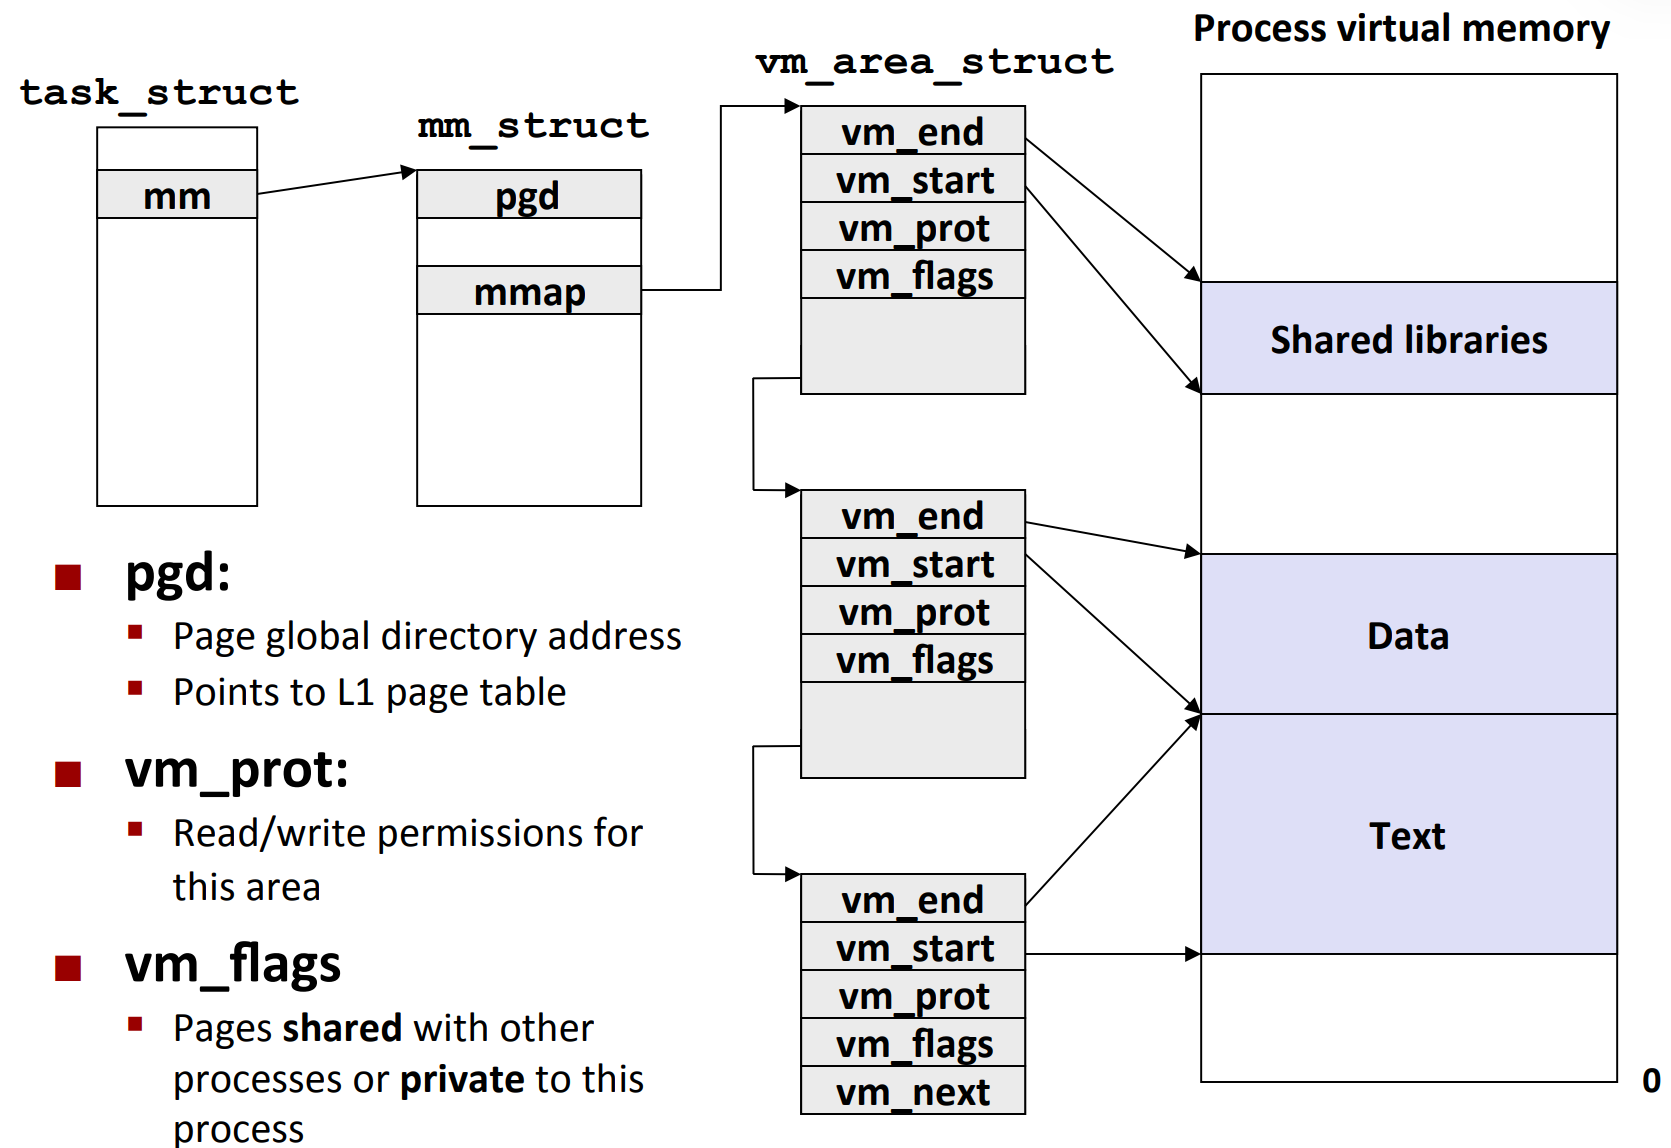 Process virtual memory
vm_area_struct
task_struct
mm_struct
mm
pgd
mmap
vm_end
vm_start
vm_prot
vm_flags
Shared libraries
vm_end
vm_start
vm_prot
vm_flags
Data
vm_end
vm_start
vm_prot
vm_flags
vm_next
Text
0
pgd:
Page global directory address
Points to L1 page table
vm_prot:
Read/write permissions for
this area
vm_flags
Pages shared with other
processes or private to this
process